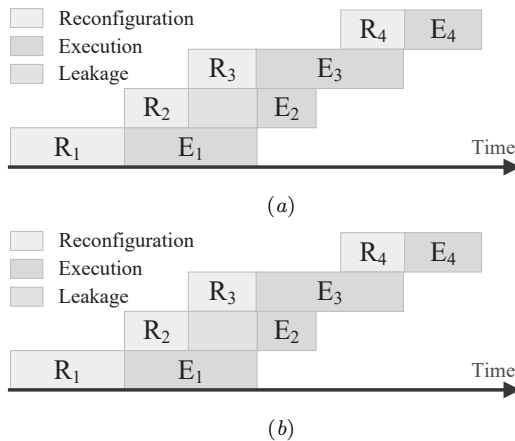 Reconfiguration R₄ E₄
Execution R₃ E₃
Leakage R₂ E₂
R₁ E₁ Time
(a)
Reconfiguration R₄ E₄
Execution R₃ E₃
Leakage R₂ E₂
R₁ E₁ Time
(b)